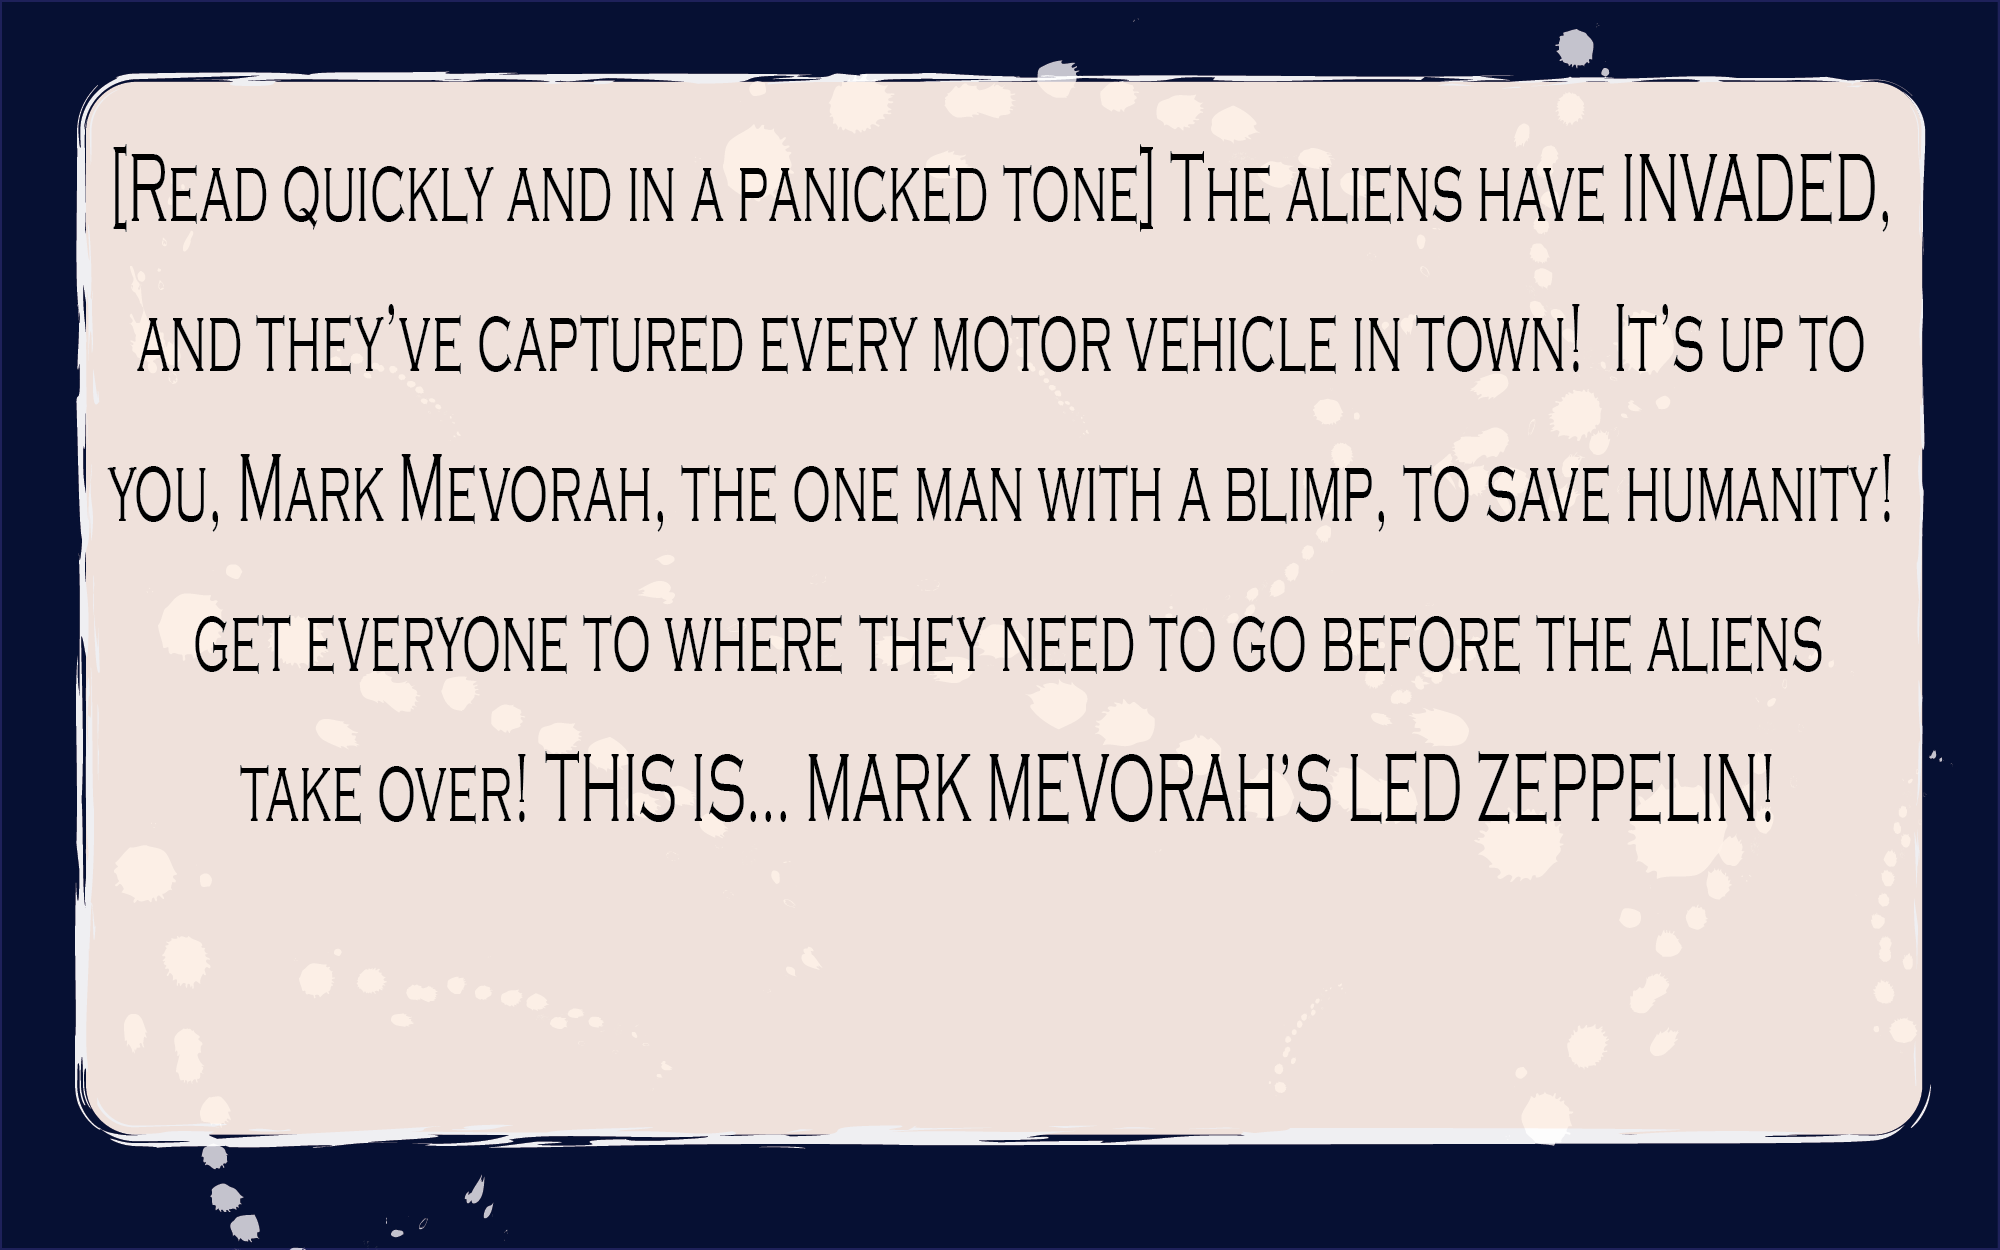 [Read quickly and in a panicked tone] The aliens have INVADED,
and they’ve captured every motor vehicle in town!  It’s up to
you, Mark Mevorah, the one man with a blimp, to save humanity!
get everyone to where they need to go before the aliens
take over! THIS IS... MARK MEVORAH’S LED ZEPPELIN!